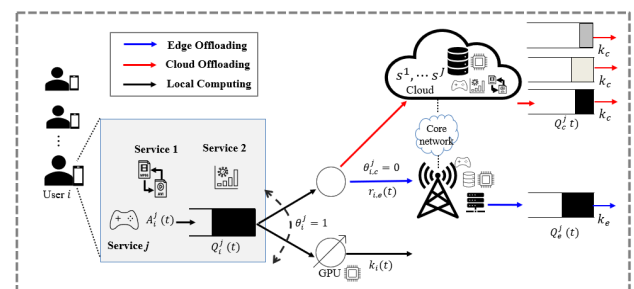 Edge Offloading
Cloud Offloading
Local Computing
User i
Service 1
Service 2
Service j
A_i^j (t)
Q_i^j (t)
θ_i^j = 1
GPU
k_i(t)
θ_{i,c}^j = 0
r_{i,e}(t)
S^1, ⋯ S^J
Cloud
Core
network
k_c
k_c
k_c
Q_c^j t)
k_e
Q_e^j (t)